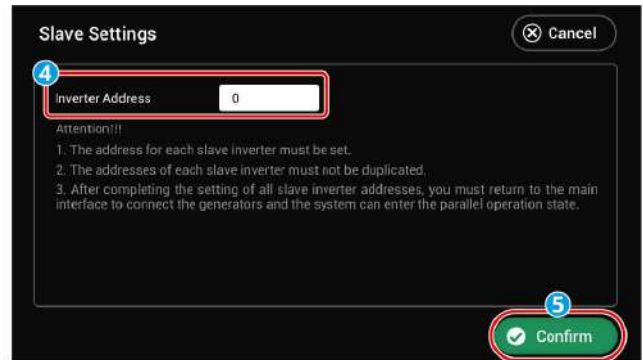 Slave Settings
Cancel
4
Inverter Address 0
Attention!!!
1. The address for each slave inverter must be set.
2. The addresses of each slave inverter must not be duplicated.
3. After completing the setting of all slave inverter addresses, you must return to the main
interface to connect the generators and the system can enter the parallel operation state.
5
Confirm